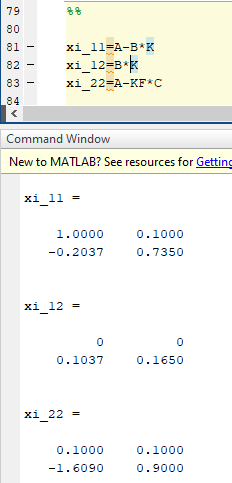 79 %%
80
81 - xi_11=A-B*K
82 - xi_12=B*K
83 - xi_22=A-KF*C
84
Command Window
New to MATLAB? See resources for Getting
xi_11 =
1.0000 0.1000
-0.2037 0.7350
xi_12 =
0 0
0.1037 0.1650
xi_22 =
0.1000 0.1000
-1.6090 0.9000